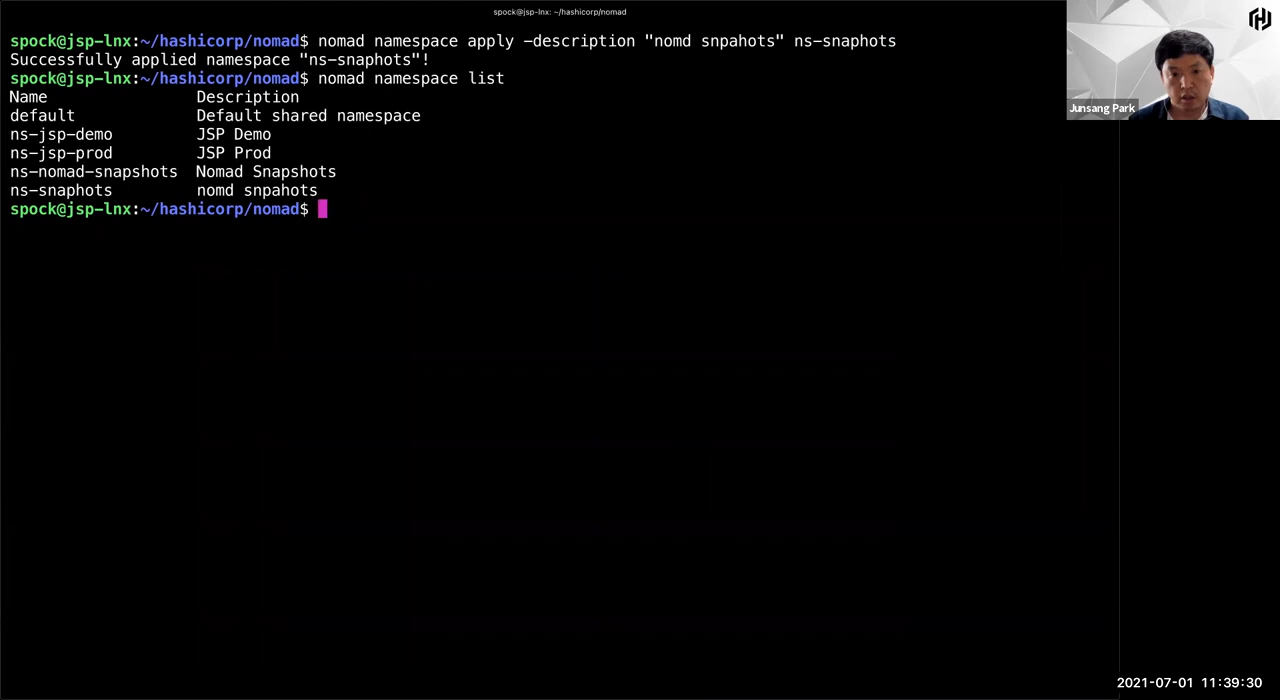 spock@jsp-lnx: ~/hashicorp/nomad
spock@jsp-lnx:~/hashicorp/nomad$ nomad namespace apply -description "nomd snpahots" ns-snaphots
Successfully applied namespace "ns-snaphots"!
spock@jsp-lnx:~/hashicorp/nomad$ nomad namespace list
Name Description
default Default shared namespace
ns-jsp-demo JSP Demo
ns-jsp-prod JSP Prod
ns-nomad-snapshots Nomad Snapshots
ns-snaphots nomd snpahots
spock@jsp-lnx:~/hashicorp/nomad$
Junsang Park
2021-07-01 11:39:30